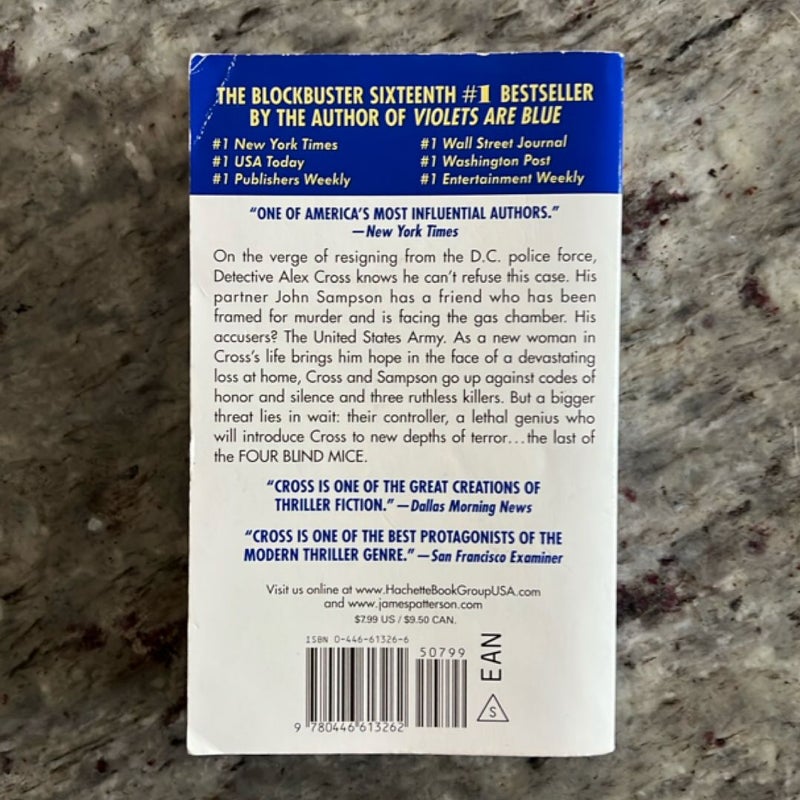 THE BLOCKBUSTER SIXTEENTH #1 BESTSELLER
BY THE AUTHOR OF VIOLETS ARE BLUE
#1 New York Times
#1 USA Today
#1 Publishers Weekly
#1 Wall Street Journal
#1 Washington Post
#1 Entertainment Weekly
“ONE OF AMERICA’S MOST INFLUENTIAL AUTHORS.”
—New York Times
On the verge of resigning from the D.C. police force,
Detective Alex Cross knows he can’t refuse this case. His
partner John Sampson has a friend who has been
framed for murder and is facing the gas chamber. His
accusers? The United States Army. As a new woman in
Cross’s life brings him hope in the face of a devastating
loss at home, Cross and Sampson go up against codes of
honor and silence and three ruthless killers. But a bigger
threat lies in wait: their controller, a lethal genius who
will introduce Cross to new depths of terror...the last of
the FOUR BLIND MICE.
“CROSS IS ONE OF THE GREAT CREATIONS OF
THRILLER FICTION.” —Dallas Morning News
“CROSS IS ONE OF THE BEST PROTAGONISTS OF THE
MODERN THRILLER GENRE.” —San Francisco Examiner
Visit us online at www.HachetteBookGroupUSA.com
and www.jamespatterson.com
$7.99 US / $9.50 CAN.
ISBN 0-446-61326-6
50799
9 780446 613262
EAN
S